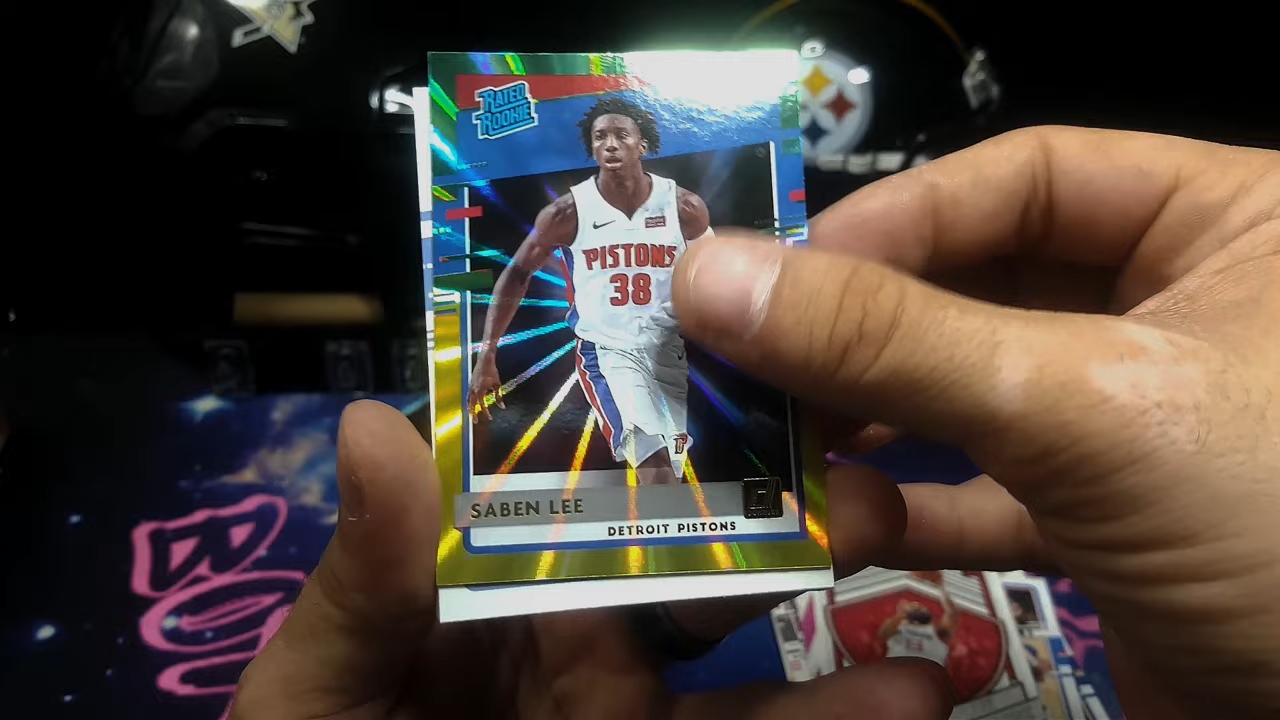 RATED
ROOKIE
PISTONS
38
SABEN LEE
DETROIT PISTONS